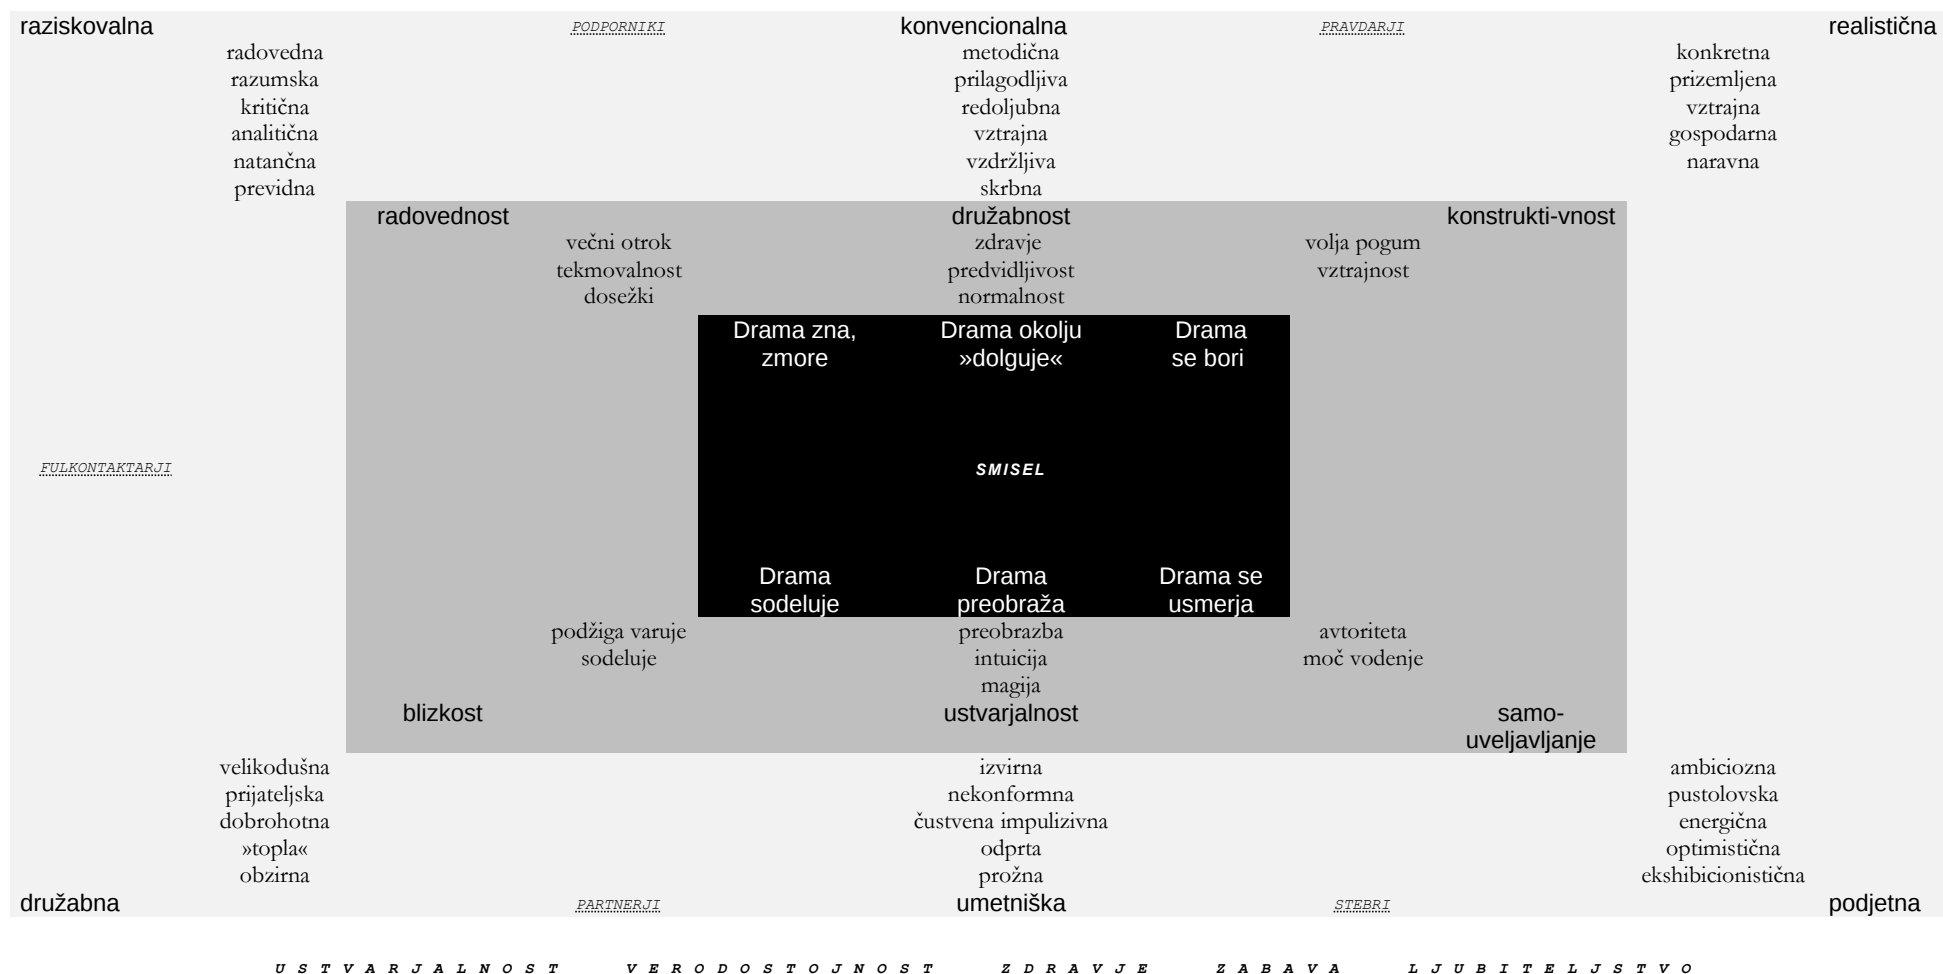 raziskovalna PODPORNIKI konvencionalna PRAVDARJI realistična
radovedna metodična konkretna
razumska prilagodljiva prizemljena
kritična redoljubna vztrajna
analitična vztrajna gospodarna
natančna vzdržljiva naravna
previdna skrbna
radovednost družabnost konstrukti-vnost
večni otrok zdravje volja pogum
tekmovalnost predvidljivost vztrajnost
dosežki normalnost
Drama zna, Drama okolju Drama
zmore »dolguje« se bori
FULKONTAKTARJI SMISEL
Drama Drama Drama se
sodeluje preobraža usmerja
podžiga varuje preobrazba avtoriteta
sodeluje intuicija moč vodenje
magija
blizkost ustvarjalnost samo-
uveljavljanje
velikodušna izvirna ambiciozna
prijateljska nekonformna pustolovska
dobrohotna čustvena impulzivna energična
»topla« odprta optimistična
obzirna prožna ekshibicionistična
družabna PARTNERJI umetniška STEBRI podjetna
USTVARJALNOST VERODOSTOJNOST ZDRAVJE ZABAVA LJUBITELJSTVO